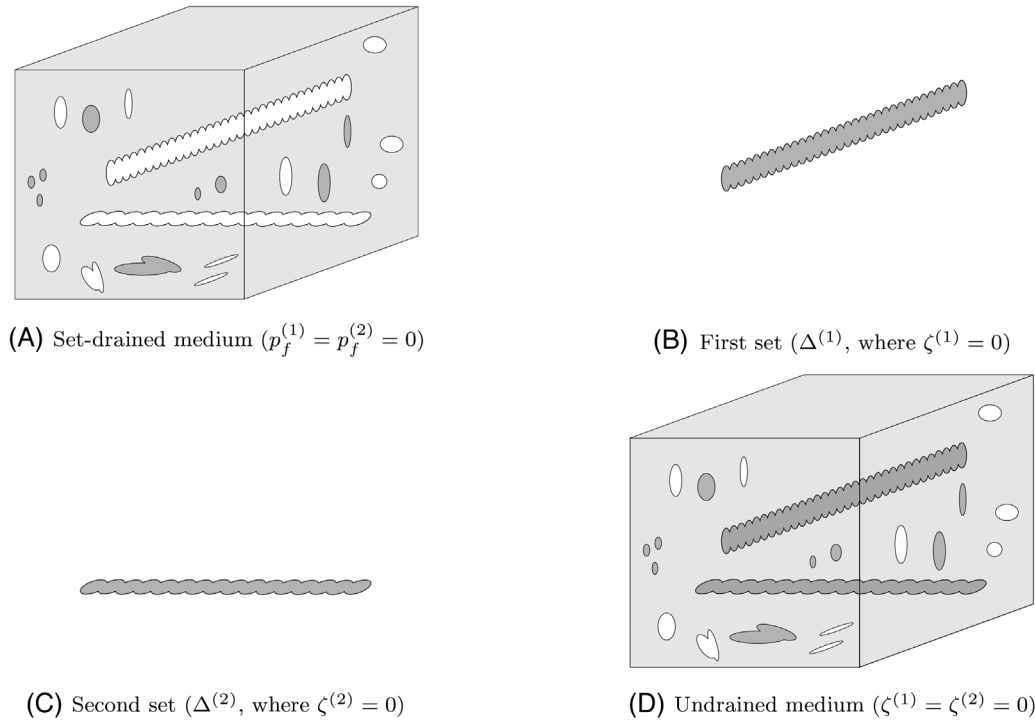 (A) Set-drained medium (p_f^{(1)} = p_f^{(2)} = 0)
(B) First set (Δ^{(1)}, where ζ^{(1)} = 0)
(C) Second set (Δ^{(2)}, where ζ^{(2)} = 0)
(D) Undrained medium (ζ^{(1)} = ζ^{(2)} = 0)